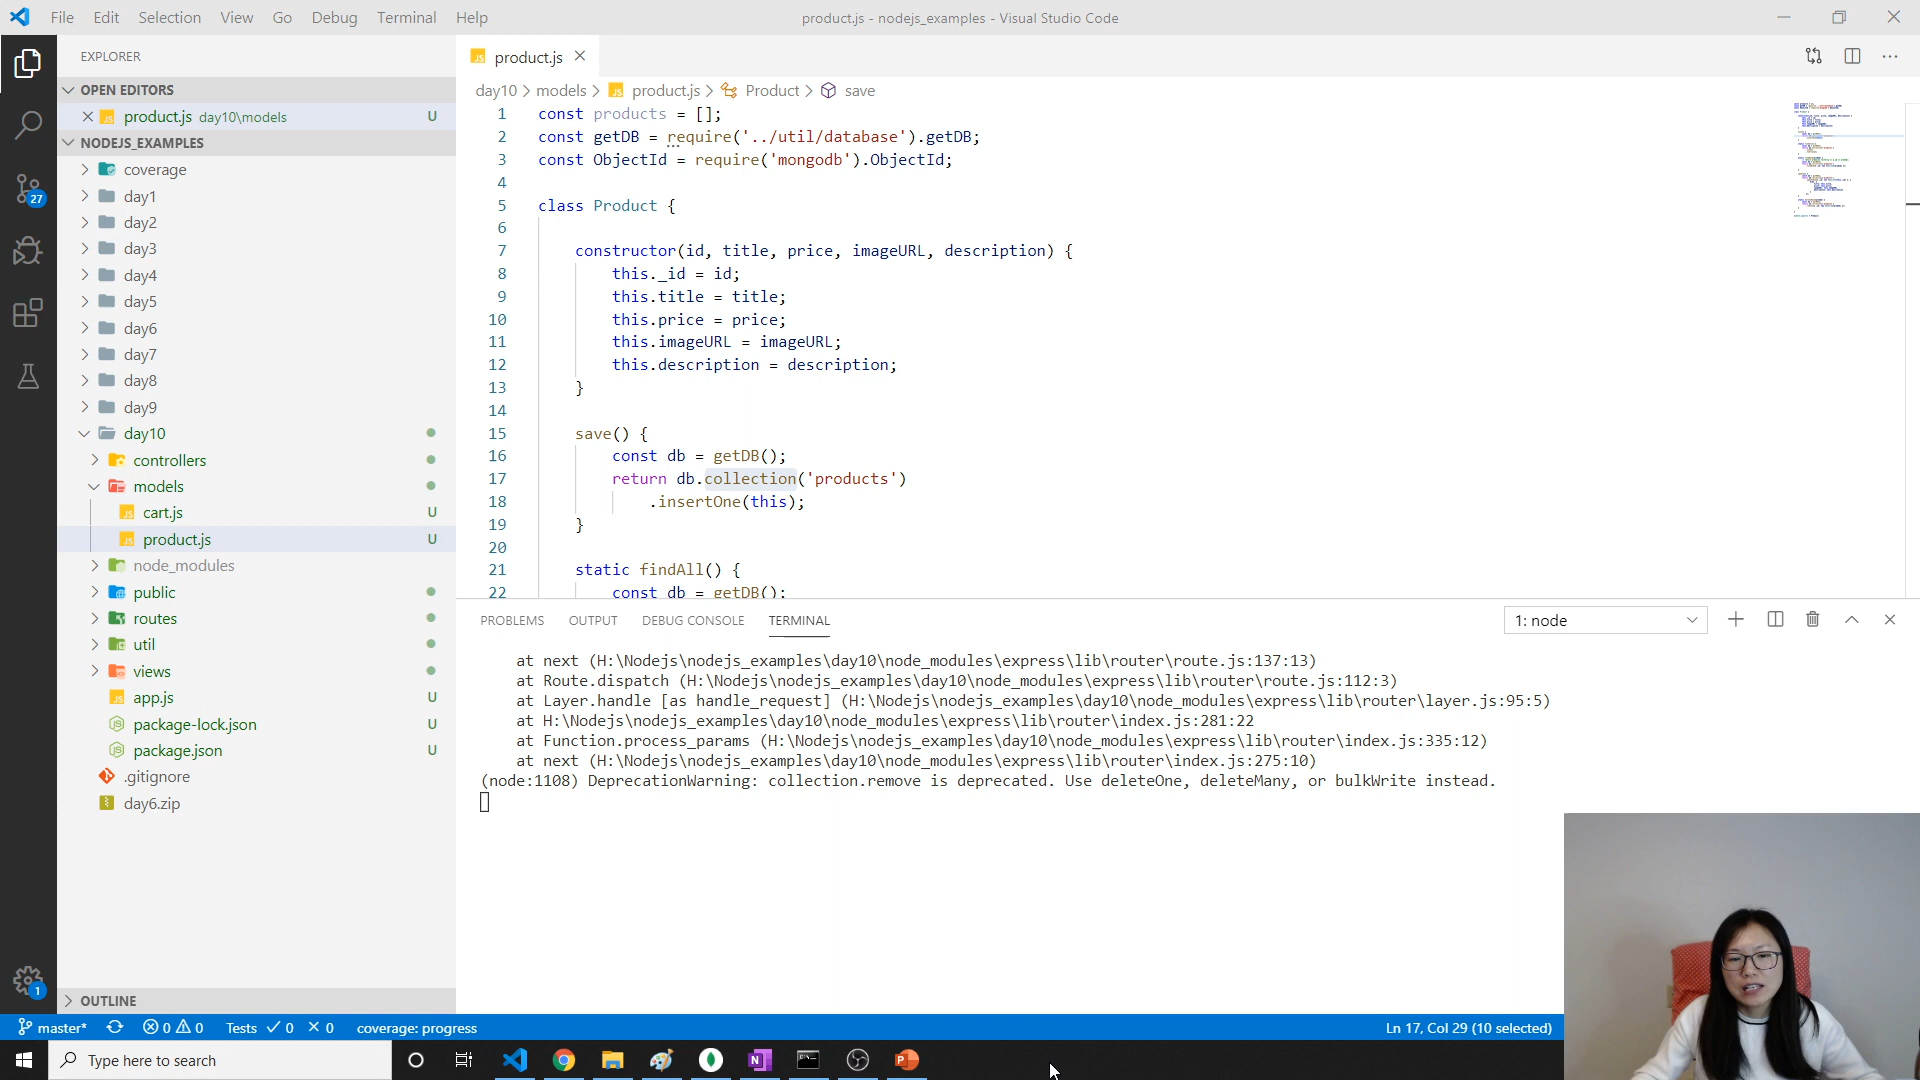 File Edit Selection View Go Debug Terminal Help
product.js - nodejs_examples - Visual Studio Code
EXPLORER
OPEN EDITORS
product.js day10\models U
NODEJS_EXAMPLES
coverage
day1
day2
day3
day4
day5
day6
day7
day8
day9
day10
controllers
models
cart.js U
product.js U
node_modules
public
routes
util
views
app.js U
package-lock.json U
package.json U
.gitignore
day6.zip
OUTLINE
27
1
product.js
day10 > models > JS product.js > Product > save
1 const products = [];
2 const getDB = require('../util/database').getDB;
3 const ObjectId = require('mongodb').ObjectId;
4
5 class Product {
6
7 constructor(id, title, price, imageURL, description) {
8 this._id = id;
9 this.title = title;
10 this.price = price;
11 this.imageURL = imageURL;
12 this.description = description;
13 }
14
15 save() {
16 const db = getDB();
17 return db.collection('products')
18 .insertOne(this);
19 }
20
21 static findAll() {
22 const db = getDB();
PROBLEMS OUTPUT DEBUG CONSOLE TERMINAL
1: node
at next (H:\Nodejs\nodejs_examples\day10\node_modules\express\lib\router\route.js:137:13)
at Route.dispatch (H:\Nodejs\nodejs_examples\day10\node_modules\express\lib\router\route.js:112:3)
at Layer.handle [as handle_request] (H:\Nodejs\nodejs_examples\day10\node_modules\express\lib\router\layer.js:95:5)
at H:\Nodejs\nodejs_examples\day10\node_modules\express\lib\router\index.js:281:22
at Function.process_params (H:\Nodejs\nodejs_examples\day10\node_modules\express\lib\router\index.js:335:12)
at next (H:\Nodejs\nodejs_examples\day10\node_modules\express\lib\router\index.js:275:10)
(node:1108) DeprecationWarning: collection.remove is deprecated. Use deleteOne, deleteMany, or bulkWrite instead.
master* 0 0 Tests 0 0 coverage: progress
Ln 17, Col 29 (10 selected)
Type here to search